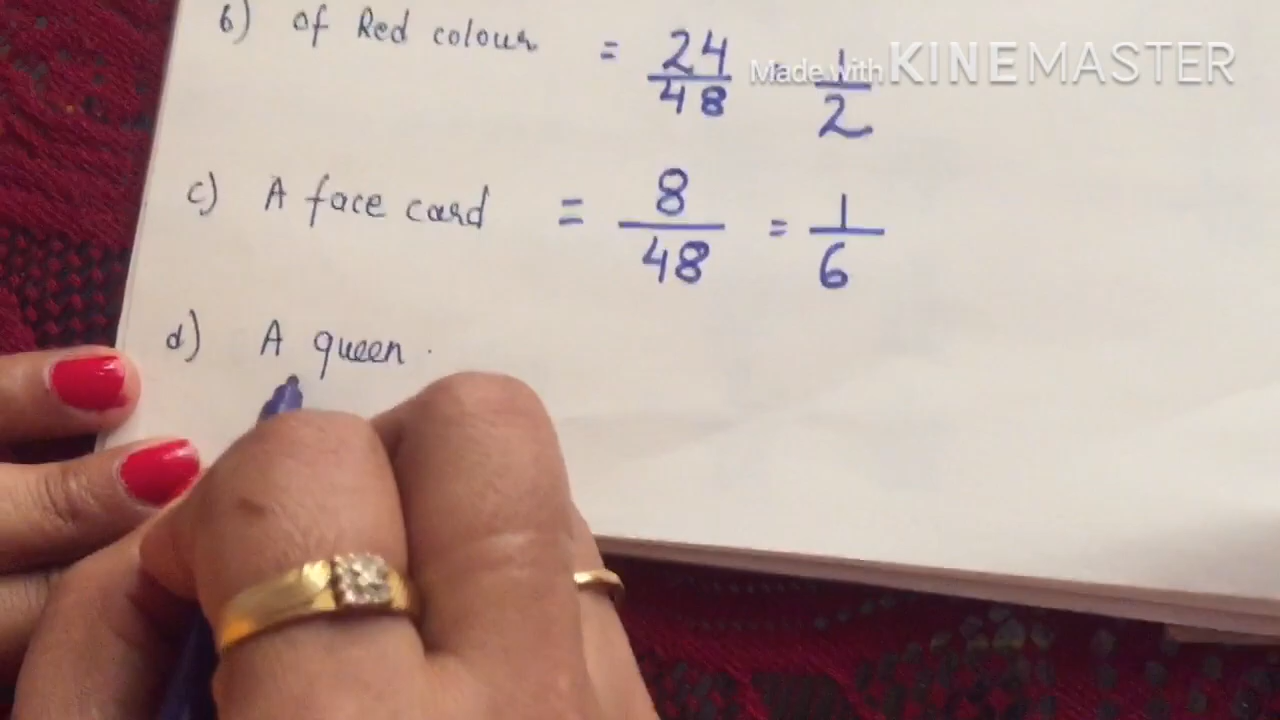 b) of Red colour = 24/48 = 1/2
Made with KINEMASTER
c) A face card = 8/48 = 1/6
d) A queen